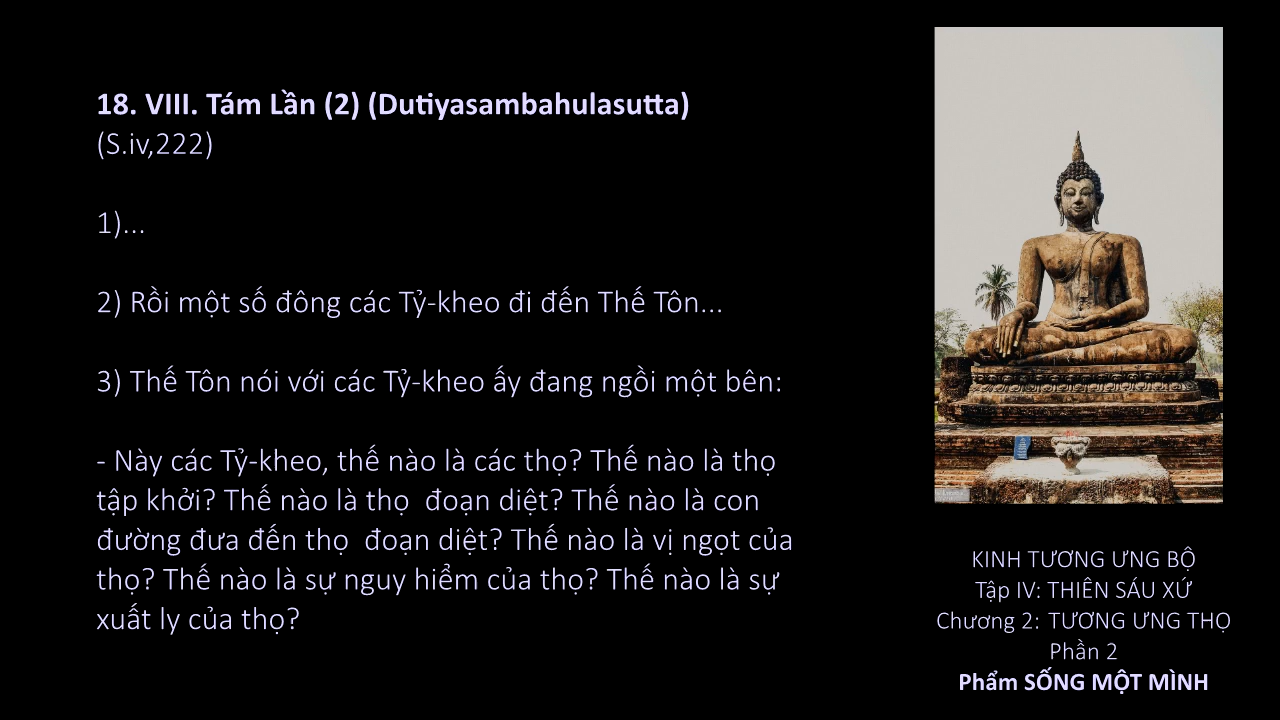 18. VIII. Tám Lần (2) (Dutiyasambahulasutta)
(S.iv,222)
1)...
2) Rồi một số đông các Tỷ-kheo đi đến Thế Tôn...
3) Thế Tôn nói với các Tỷ-kheo ấy đang ngồi một bên:
- Này các Tỷ-kheo, thế nào là các thọ? Thế nào là thọ
tập khởi? Thế nào là thọ  đoạn diệt? Thế nào là con
đường đưa đến thọ  đoạn diệt? Thế nào là vị ngọt của
thọ? Thế nào là sự nguy hiểm của thọ? Thế nào là sự
xuất ly của thọ?
KINH TƯƠNG ƯNG BỘ
Tập IV: THIÊN SÁU XỨ
Chương 2: TƯƠNG ƯNG THỌ
Phần 2
Phẩm SỐNG MỘT MÌNH